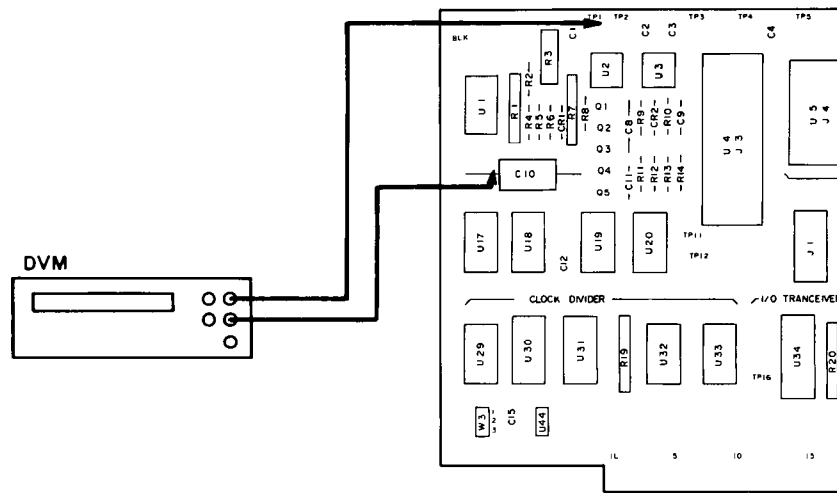 TP1 TP2 TP3 TP4 TP5
BLK C1 C2 C3 C4
R3
U2 U3
R2
U1 R1 R4 R5 R6 CR1 R7 R8
Q1
Q2
Q3
Q4
Q5
C8 R9 CR2 R10 C9
C11 R11 R12 R13 R14
U4
J3
U5
J4
C10
U17 U18 C12 U19 U20
TP11
TP12
J1
DVM
CLOCK DIVIDER
I/O TRANCEIVER
U29 U30 U31 R19 U32 U33 TP16 U34 R20
W3
1
2
3
C15 U44
1L 5 10 15